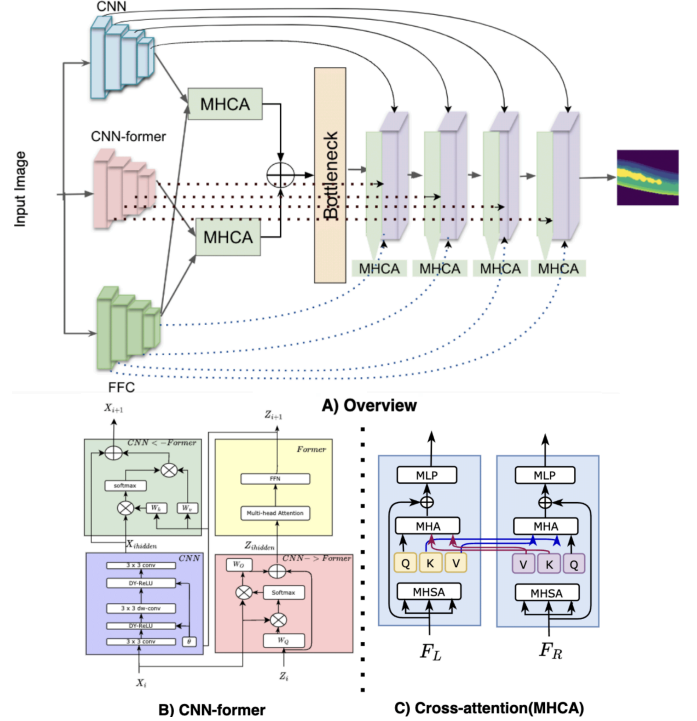 CNN
MHCA
CNN-former
Input Image
Bottleneck
MHCA
MHCA
MHCA
MHCA
MHCA
FFC
A) Overview
X_{i+1}
Z_{i+1}
CNN < -Former
Former
softmax
FPN
W_k
W_v
Multi-head Attention
X_{ihidden}
Z_{ihidden}
CNN
CNN- > Former
3 x 3 conv
W_O
DY-ReLU
Softmax
3 x 3 dw-conv
DY-ReLU
3 x 3 conv
#
W_Q
X_i
Z_i
B) CNN-former
MLP
MLP
MHA
MHA
Q K V
V K Q
MHSA
MHSA
F_L
F_R
C) Cross-attention(MHCA)